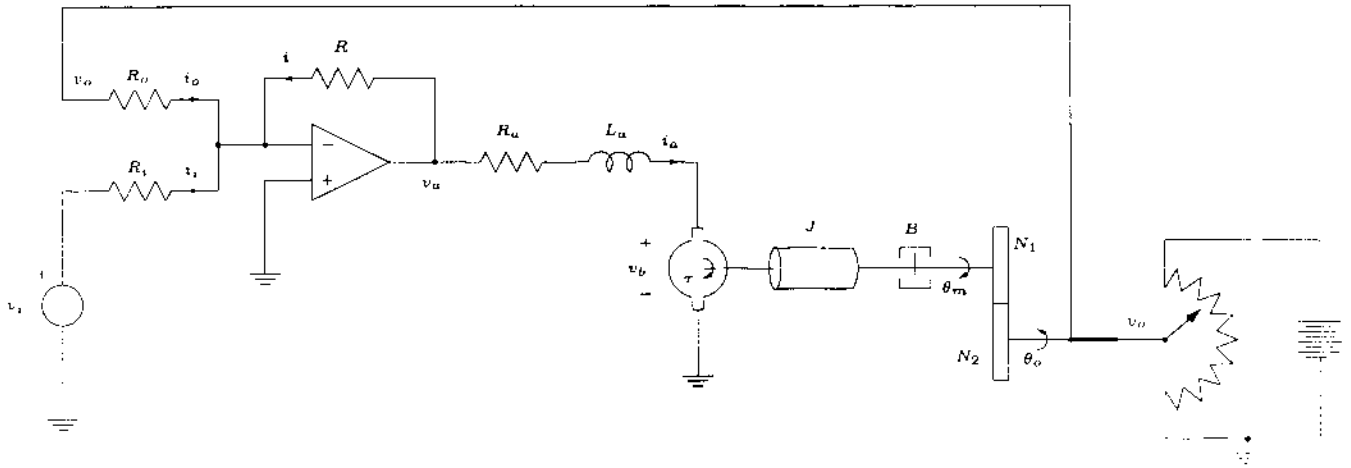 R
i
v_o
R_o
i_o
R_a
L_a
i_a
−
+
R_i
i_i
v_a
J
B
N_1
+
v_b
τ
−
θ_m
v_i
v_o
N_2
θ_o